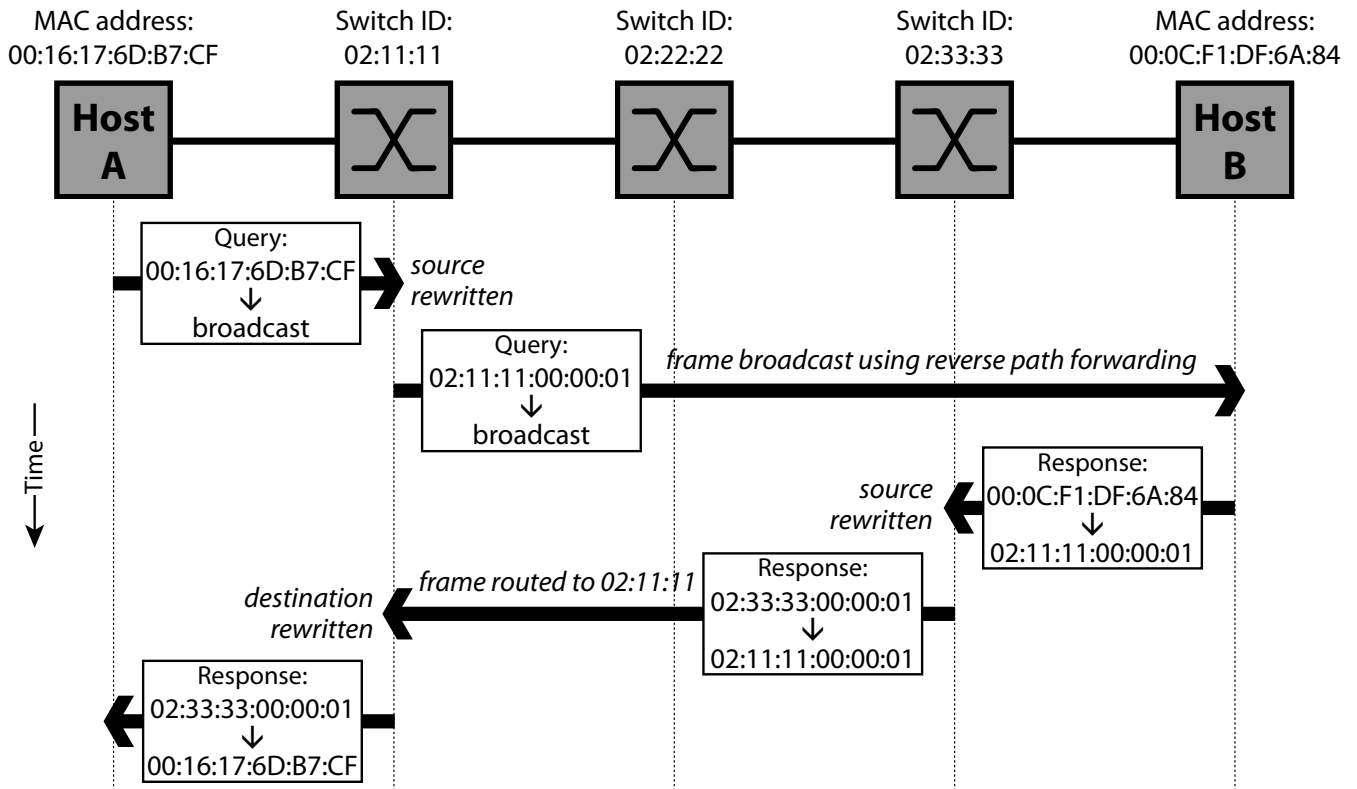 MAC address:
00:16:17:6D:B7:CF
Switch ID:
02:11:11
Switch ID:
02:22:22
Switch ID:
02:33:33
MAC address:
00:0C:F1:DF:6A:84
Host
A
Host
B
Query:
00:16:17:6D:B7:CF
↓
broadcast
source
rewritten
Query:
02:11:11:00:00:01
↓
broadcast
frame broadcast using reverse path forwarding
Time
Response:
00:0C:F1:DF:6A:84
↓
02:11:11:00:00:01
source
rewritten
Response:
02:33:33:00:00:01
↓
02:11:11:00:00:01
frame routed to 02:11:11
destination
rewritten
Response:
02:33:33:00:00:01
↓
00:16:17:6D:B7:CF